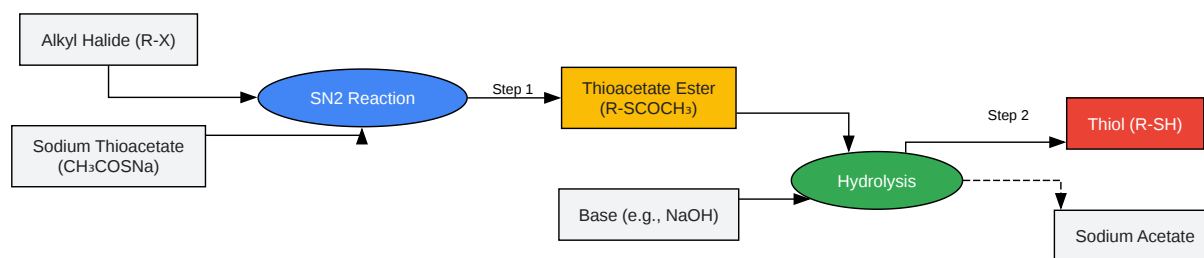 Alkyl Halide (R-X)
SN2 Reaction
Step 1
Thioacetate Ester
(R-SCOCH₃)
Sodium Thioacetate
(CH₃COSNa)
Step 2
Thiol (R-SH)
Hydrolysis
Base (e.g., NaOH)
Sodium Acetate